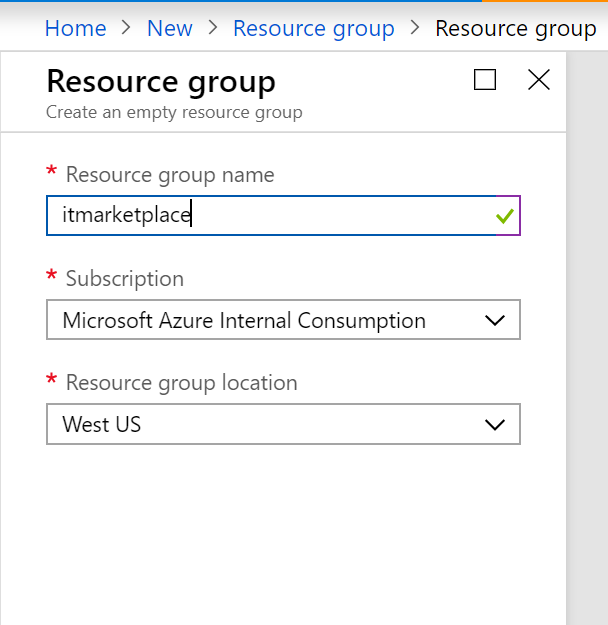 Home > New > Resource group > Resource group
Resource group
Create an empty resource group
* Resource group name
itmarketplace
* Subscription
Microsoft Azure Internal Consumption
* Resource group location
West US